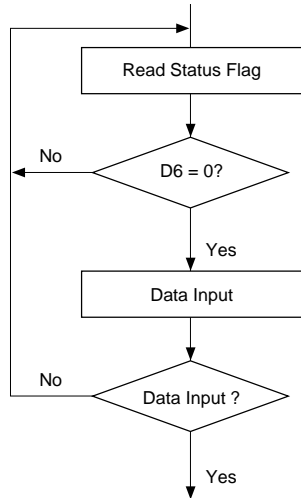 Read Status Flag
No
D6 = 0?
Yes
Data Input
No
Data Input ?
Yes